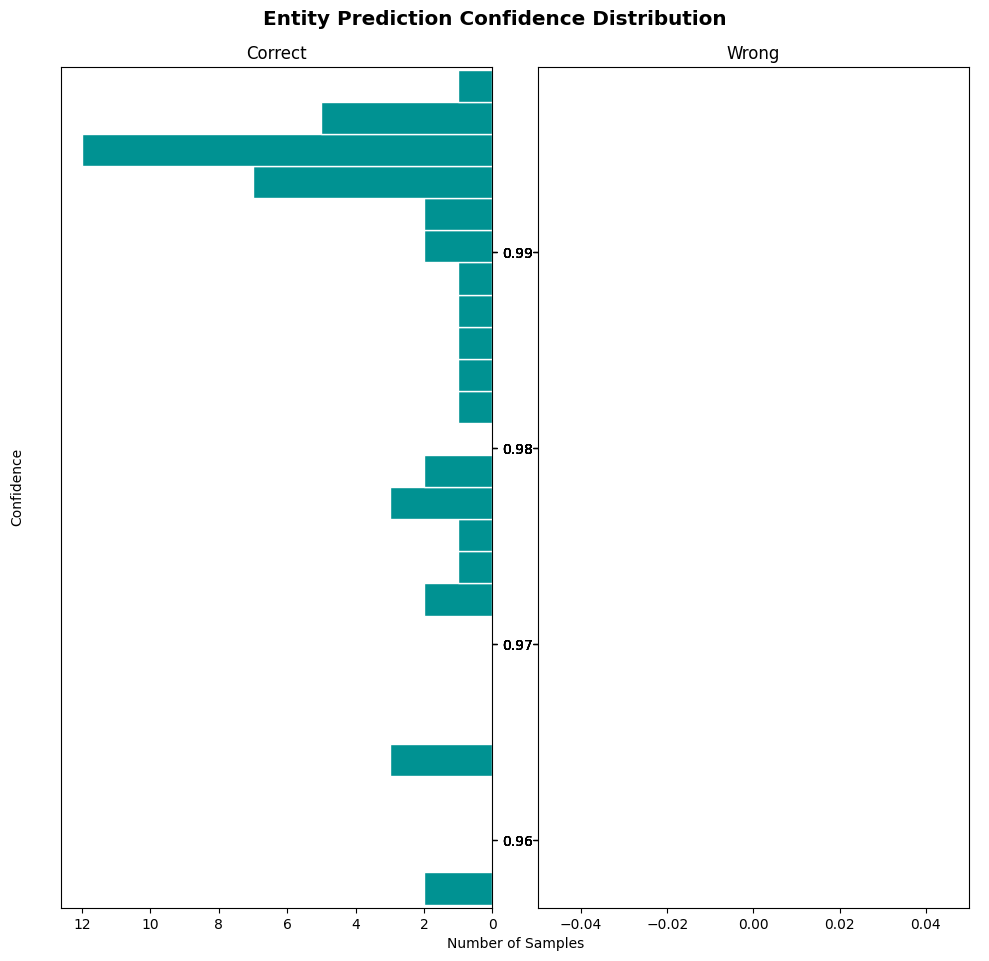 Entity Prediction Confidence Distribution
Correct
Wrong
0.99
0.98
0.97
0.96
Confidence
12 10 8 6 4 2 0
−0.04 −0.02 0.00 0.02 0.04
Number of Samples